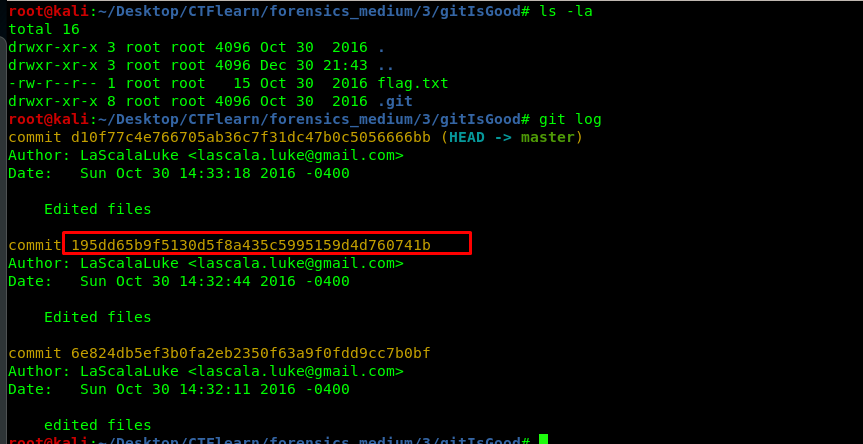 root@kali:~/Desktop/CTFlearn/forensics_medium/3/gitIsGood# ls -la
total 16
drwxr-xr-x 3 root root 4096 Oct 30  2016 .
drwxr-xr-x 3 root root 4096 Dec 30 21:43 ..
-rw-r--r-- 1 root root   15 Oct 30  2016 flag.txt
drwxr-xr-x 8 root root 4096 Oct 30  2016 .git
root@kali:~/Desktop/CTFlearn/forensics_medium/3/gitIsGood# git log
commit d10f77c4e766705ab36c7f31dc47b0c5056666bb (HEAD -> master)
Author: LaScalaLuke <lascala.luke@gmail.com>
Date:   Sun Oct 30 14:33:18 2016 -0400
Edited files
commit 195dd65b9f5130d5f8a435c5995159d4d760741b
Author: LaScalaLuke <lascala.luke@gmail.com>
Date:   Sun Oct 30 14:32:44 2016 -0400
Edited files
commit 6e824db5ef3b0fa2eb2350f63a9f0fdd9cc7b0bf
Author: LaScalaLuke <lascala.luke@gmail.com>
Date:   Sun Oct 30 14:32:11 2016 -0400
edited files
root@kali:~/Desktop/CTFlearn/forensics_medium/3/gitIsGood#